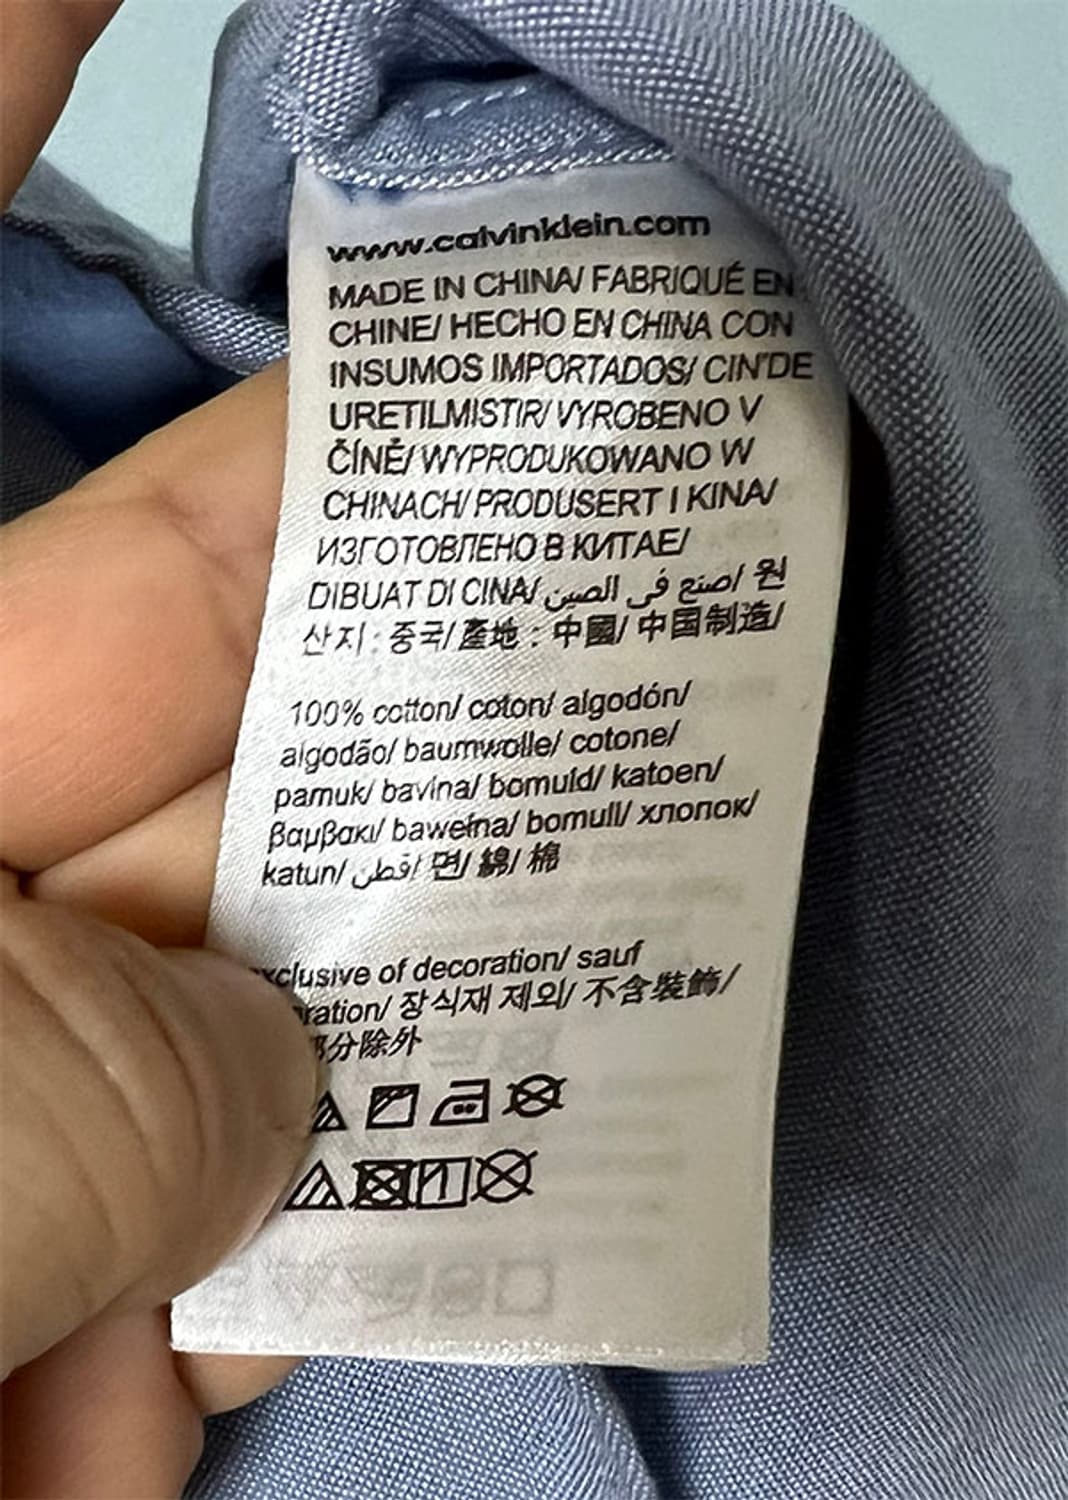 www.calvinklein.com
MADE IN CHINA/ FABRIQUÉ EN
CHINE/ HECHO EN CHINA CON
INSUMOS IMPORTADOS/ CIN'DE
URETILMISTIR/ VYROBENO V
ČÍNĚ/ WYPRODUKOWANO W
CHINACH/ PRODUSERT I KINA/
ИЗГОТОВЛЕНО В КИТАЕ/
DIBUAT DI CINA/ صنع في الصين/ 원
산지 : 중국/ 產地 : 中國/ 中国制造/
100% cotton/ coton/ algodón/
algodão/ baumwolle/ cotone/
pamuk/ bavlna/ bomuld/ katoen/
βαμβακι/ bawełna/ bomull/ хлопок/
katun/ قطن/ 면/ 綿/ 棉
exclusive of decoration/ sauf
ration/ 장식재 제외/ 不含裝飾/
部分除外